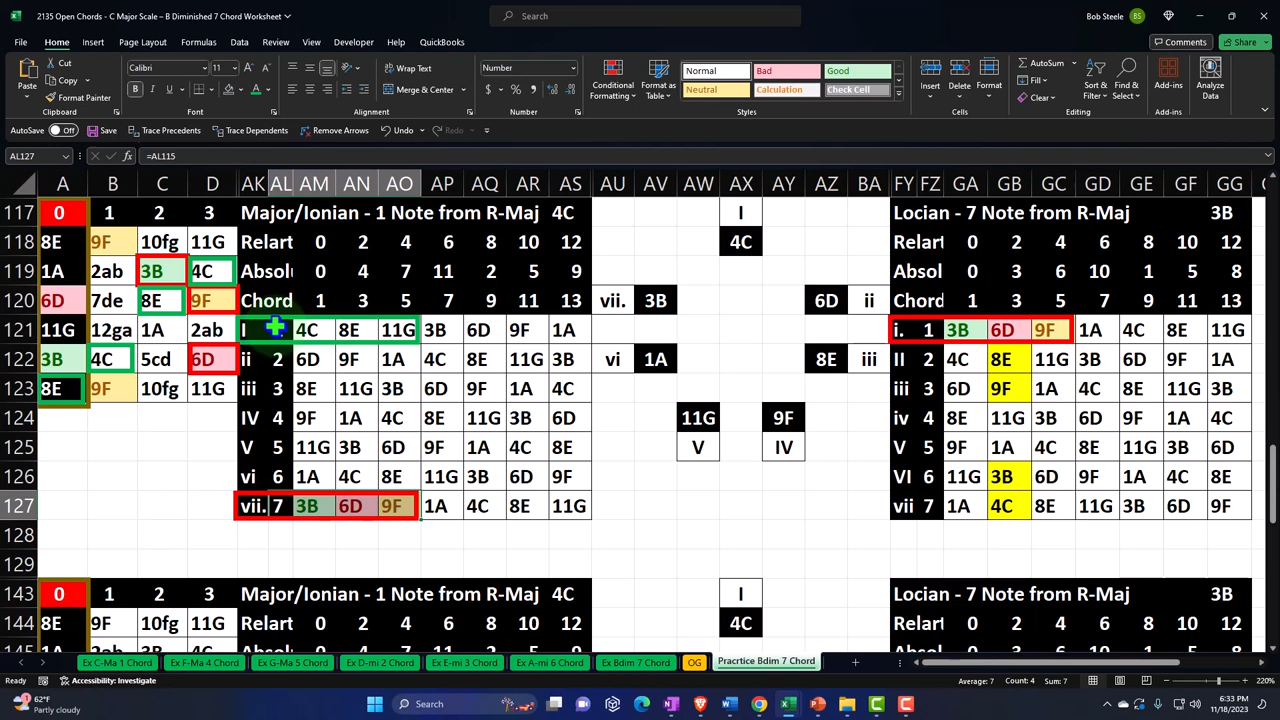 2135 Open Chords - C Major Scale – B Diminished 7 Chord Worksheet
Search
Bob Steele BS
File Home Insert Draw Page Layout Formulas Data Review View Developer Help QuickBooks
Comments Share
Paste Cut Copy Format Painter
Clipboard
Calibri 11
B I U
Font
Wrap Text
Merge & Center
Alignment
Number
$ % 9
Number
Conditional Formatting Format as Table
Normal Bad Good
Neutral Calculation Check Cell
Styles
Insert Delete Format
Cells
AutoSum Fill Clear
Sort & Filter Find & Select
Editing
Add-ins
Add-ins
Analyze Data
AutoSave Off Save Trace Precedents Trace Dependents Remove Arrows Undo Redo
AL127 fx =AL115
A B C D AK AL AM AN AO AP AQ AR AS AU AV AW AX AY AZ BA FY FZ GA GB GC GD GE GF GG
117 0 1 2 3 Major/Ionian - 1 Note from R-Maj 4C I Locian - 7 Note from R-Maj 3B
118 8E 9F 10fg 11G Relart 0 2 4 6 8 10 12 4C Relart 0 2 4 6 8 10 12
119 1A 2ab 3B 4C Absolu 0 4 7 11 2 5 9 Absol 0 3 6 10 1 5 8
120 6D 7de 8E 9F Chord 1 3 5 7 9 11 13 vii. 3B 6D ii Chord 1 3 5 7 9 11 13
121 11G 12ga 1A 2ab I 4C 8E 11G 3B 6D 9F 1A i. 1 3B 6D 9F 1A 4C 8E 11G
122 3B 4C 5cd 6D ii 2 6D 9F 1A 4C 8E 11G 3B vi 1A 8E iii II 2 4C 8E 11G 3B 6D 9F 1A
123 8E 9F 10fg 11G iii 3 8E 11G 3B 6D 9F 1A 4C iii 3 6D 9F 1A 4C 8E 11G 3B
124 IV 4 9F 1A 4C 8E 11G 3B 6D 11G 9F iv 4 8E 11G 3B 6D 9F 1A 4C
125 V 5 11G 3B 6D 9F 1A 4C 8E V IV V 5 9F 1A 4C 8E 11G 3B 6D
126 vi 6 1A 4C 8E 11G 3B 6D 9F VI 6 11G 3B 6D 9F 1A 4C 8E
127 vii. 7 3B 6D 9F 1A 4C 8E 11G vii 7 1A 4C 8E 11G 3B 6D 9F
128
129
143 0 1 2 3 Major/Ionian - 1 Note from R-Maj 4C I Locian - 7 Note from R-Maj 3B
144 8E 9F 10fg 11G Relart 0 2 4 6 8 10 12 4C Relart 0 2 4 6 8 10 12
Ex C-Ma 1 Chord Ex F-Ma 4 Chord Ex G-Ma 5 Chord Ex D-mi 2 Chord Ex E-mi 3 Chord Ex A-mi 6 Chord Ex Bdim 7 Chord OG Pracrtice Bdim 7 Chord
Ready Accessibility: Investigate Average: 7 Count: 4 Sum: 7 220%
62°F
Partly cloudy
Search
6:33 PM
11/18/2023